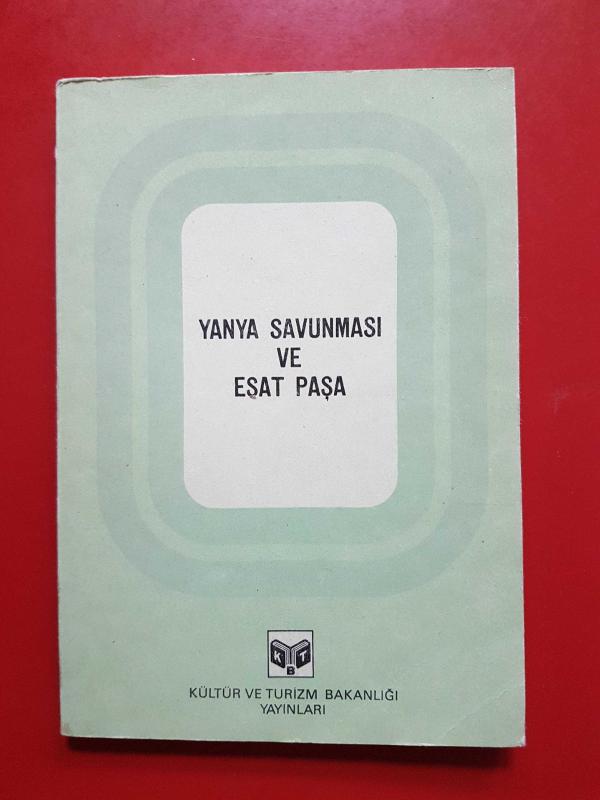 YANYA SAVUNMASI
VE
EŞAT PAŞA
K B T
KÜLTÜR VE TURİZM BAKANLIĞI
YAYINLARI